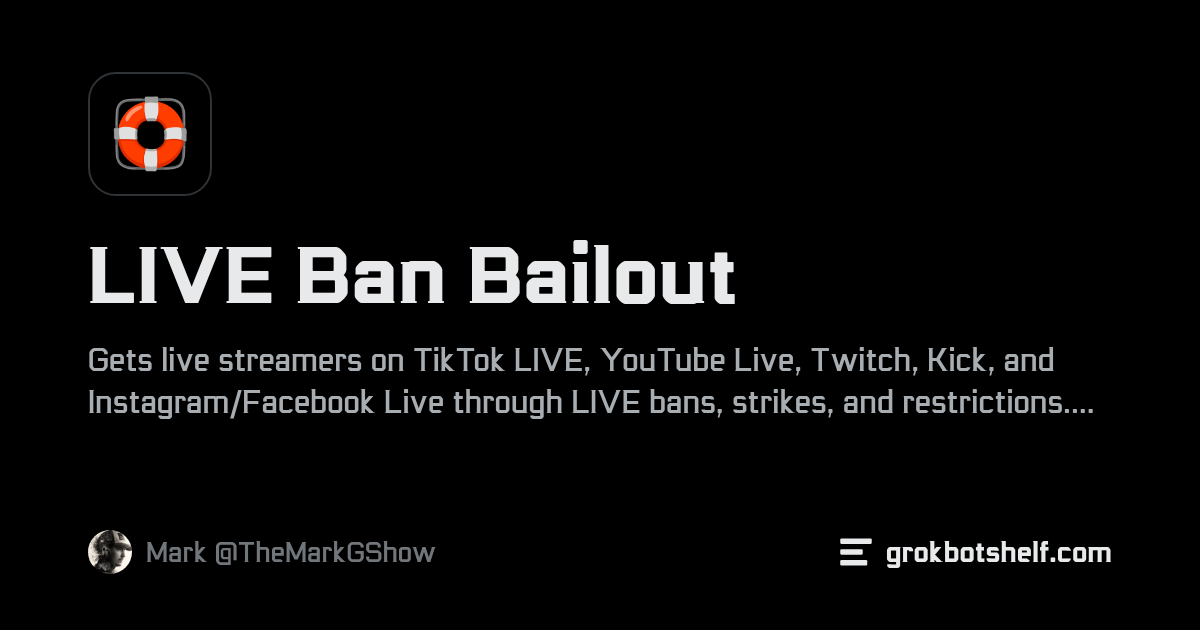 LIVE Ban Bailout
Gets live streamers on TikTok LIVE, YouTube Live, Twitch, Kick, and
Instagram/Facebook Live through LIVE bans, strikes, and restrictions....
Mark @TheMarkGShow
grokbotshelf.com